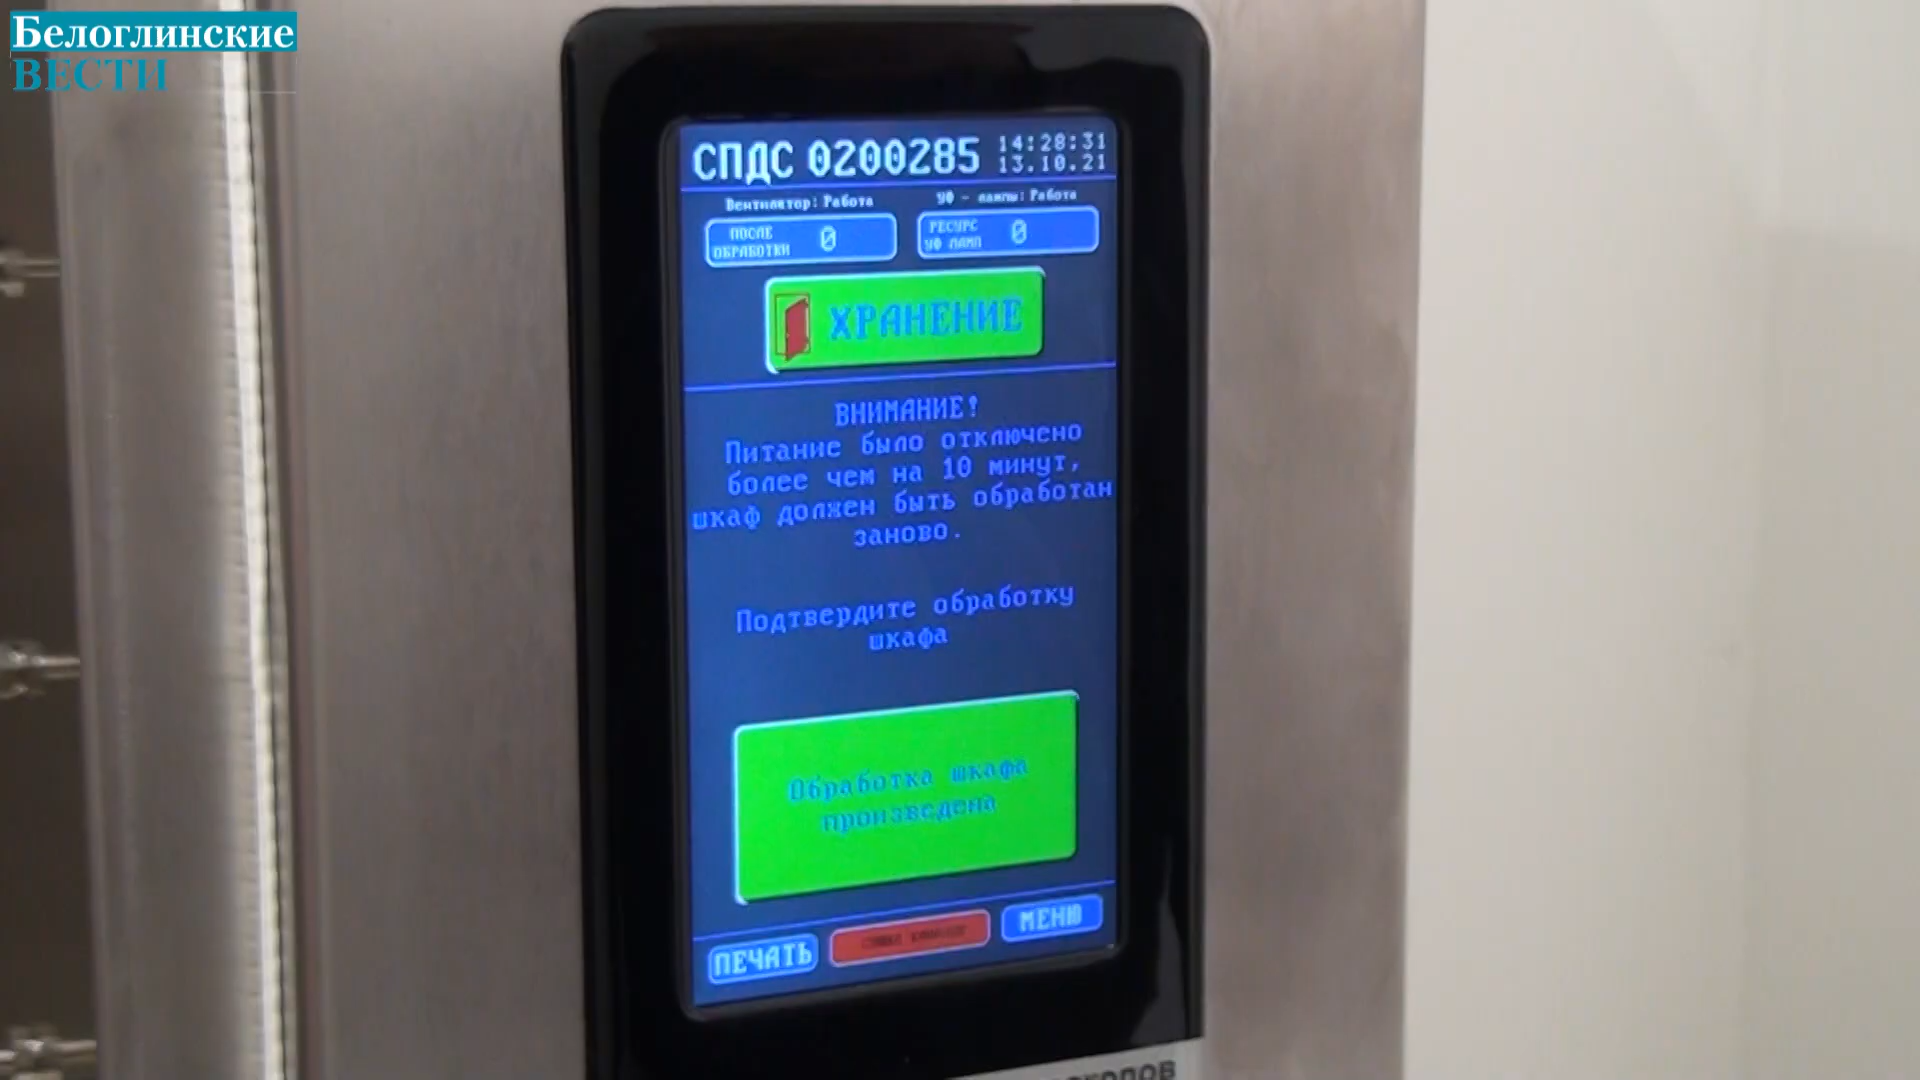 Белоглинские
ВЕСТИ
СПДС 0200285
14:28:31
13.10.21
Вентилятор: Работа
УФ - лампы: Работа
ПОСЛЕ
ОБРАБОТКИ
0
РЕСУРС
УФ ЛАМП
0
ХРАНЕНИЕ
ВНИМАНИЕ!
Питание было отключено
более чем на 10 минут,
шкаф должен быть обработан
заново.
Подтвердите обработку
шкафа
Обработка шкафа
произведена
ПЕЧАТЬ
МЕНЮ